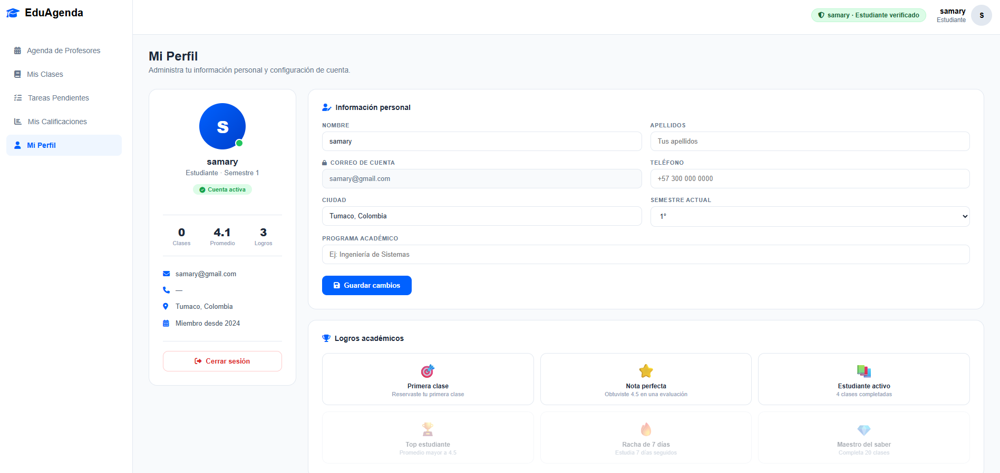 EduAgenda
samary · Estudiante verificado
samary
Estudiante
S
Agenda de Profesores
Mis Clases
Tareas Pendientes
Mis Calificaciones
Mi Perfil
Mi Perfil
Administra tu información personal y configuración de cuenta.
S
samary
Estudiante · Semestre 1
Cuenta activa
0
Clases
4.1
Promedio
3
Logros
samary@gmail.com
—
Tumaco, Colombia
Miembro desde 2024
Cerrar sesión
Información personal
NOMBRE
samary
APELLIDOS
Tus apellidos
CORREO DE CUENTA
samary@gmail.com
TELÉFONO
+57 300 000 0000
CIUDAD
Tumaco, Colombia
SEMESTRE ACTUAL
1°
PROGRAMA ACADÉMICO
Ej: Ingeniería de Sistemas
Guardar cambios
Logros académicos
Primera clase
Reservaste tu primera clase
Nota perfecta
Obtuviste 4.5 en una evaluación
Estudiante activo
4 clases completadas
Top estudiante
Promedio mayor a 4.5
Racha de 7 días
Estudia 7 días seguidos
Maestro del saber
Completa 20 clases